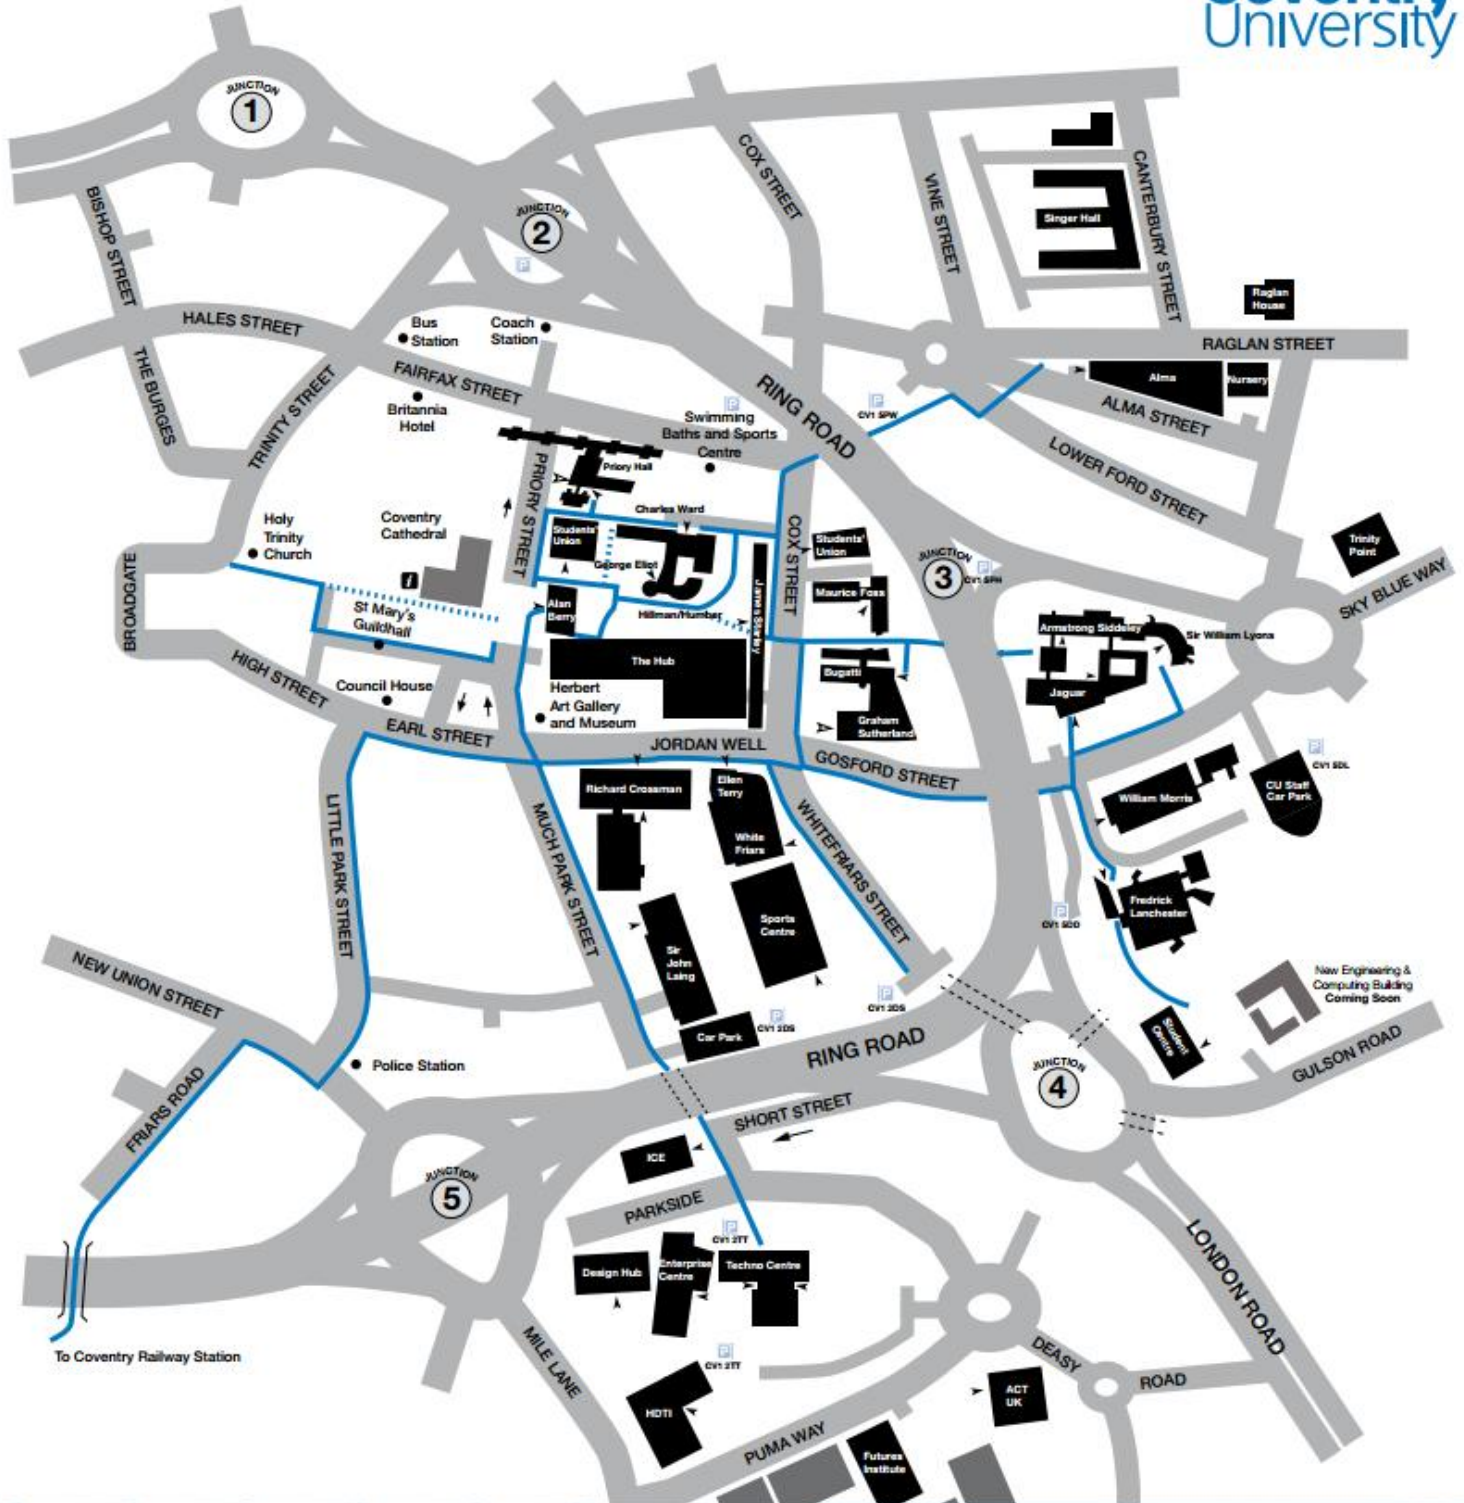 Coventry
University
JUNCTION
1
JUNCTION
2
COX STREET
VINE STREET
CANTERBURY STREET
Singer Hall
BISHOP STREET
Raglan
House
HALES STREET
Bus
Station
Coach
Station
RAGLAN STREET
THE BURGES
TRINITY STREET
FAIRFAX STREET
RING ROAD
Alma
Nursery
Britannia
Hotel
P
Swimming
Baths and Sports
Centre
P
CV1 5PW
ALMA STREET
LOWER FORD STREET
PRIORY STREET
Priory Hall
Charles Ward
Holy
Trinity
Church
Coventry
Cathedral
Students'
Union
George Eliot
COX STREET
Students'
Union
JUNCTION
3
P
CV1 5PH
Trinity
Point
SKY BLUE WAY
BROADGATE
i
St Mary's
Guildhall
Alan
Berry
Hillman/Humber
James Starley
Maurice Foss
Armstrong Siddeley
Sir William Lyons
HIGH STREET
Council House
The Hub
Bugatti
Jaguar
Herbert
Art Gallery
and Museum
Graham
Sutherland
EARL STREET
JORDAN WELL
GOSFORD STREET
P
CV1 5DL
Richard Crossman
Ellen
Terry
William Morris
CU Staff
Car Park
LITTLE PARK STREET
MUCH PARK STREET
White
Friars
WHITEFRIARS STREET
Fredrick
Lanchester
Sports
Centre
P
CV1 5DD
Sir
John
Laing
NEW UNION STREET
New Engineering &
Computing Building
Coming Soon
P
CV1 2DS
P
CV1 2DS
Car Park
Student
Centre
RING ROAD
GULSON ROAD
Police Station
JUNCTION
4
FRIARS ROAD
SHORT STREET
ICE
JUNCTION
5
PARKSIDE
P
CV1 2TT
Design Hub
Enterprise
Centre
Techno Centre
LONDON ROAD
To Coventry Railway Station
MILE LANE
P
CV1 2TT
DEASY
ROAD
HDTI
ACT
UK
PUMA WAY
Futures
Institute